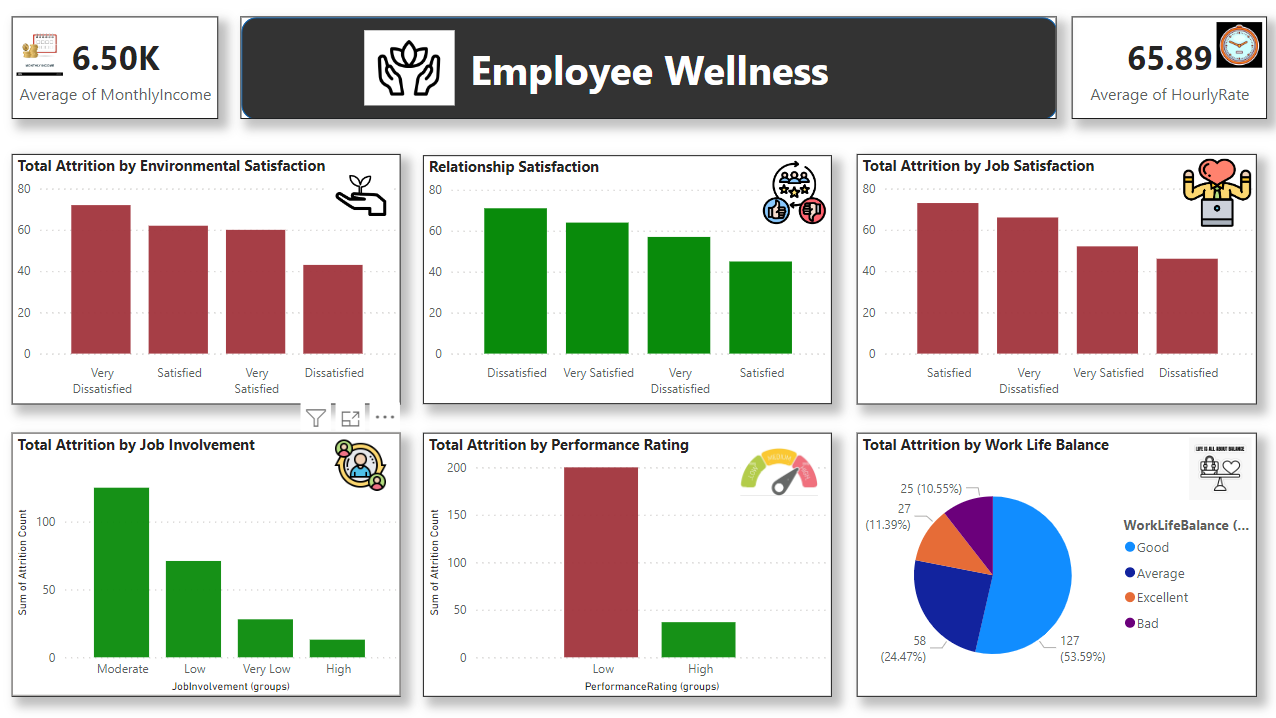 6.50K
Average of MonthlyIncome
Employee Wellness
65.89
Average of HourlyRate
Total Attrition by Environmental Satisfaction
80
60
40
20
0
Very
Dissatisfied
Satisfied
Very
Satisfied
Dissatisfied
Relationship Satisfaction
80
60
40
20
0
Dissatisfied
Very Satisfied
Very
Dissatisfied
Satisfied
Total Attrition by Job Satisfaction
80
60
40
20
0
Satisfied
Very
Dissatisfied
Very Satisfied
Dissatisfied
Total Attrition by Job Involvement
Sum of Attrition Count
100
50
0
Moderate
Low
Very Low
High
JobInvolvement (groups)
Total Attrition by Performance Rating
Sum of Attrition Count
200
150
100
50
0
Low
High
PerformanceRating (groups)
Total Attrition by Work Life Balance
LIFE IS ALL ABOUT BALANCE
25 (10.55%)
27
(11.39%)
58
(24.47%)
127
(53.59%)
WorkLifeBalance (...
Good
Average
Excellent
Bad